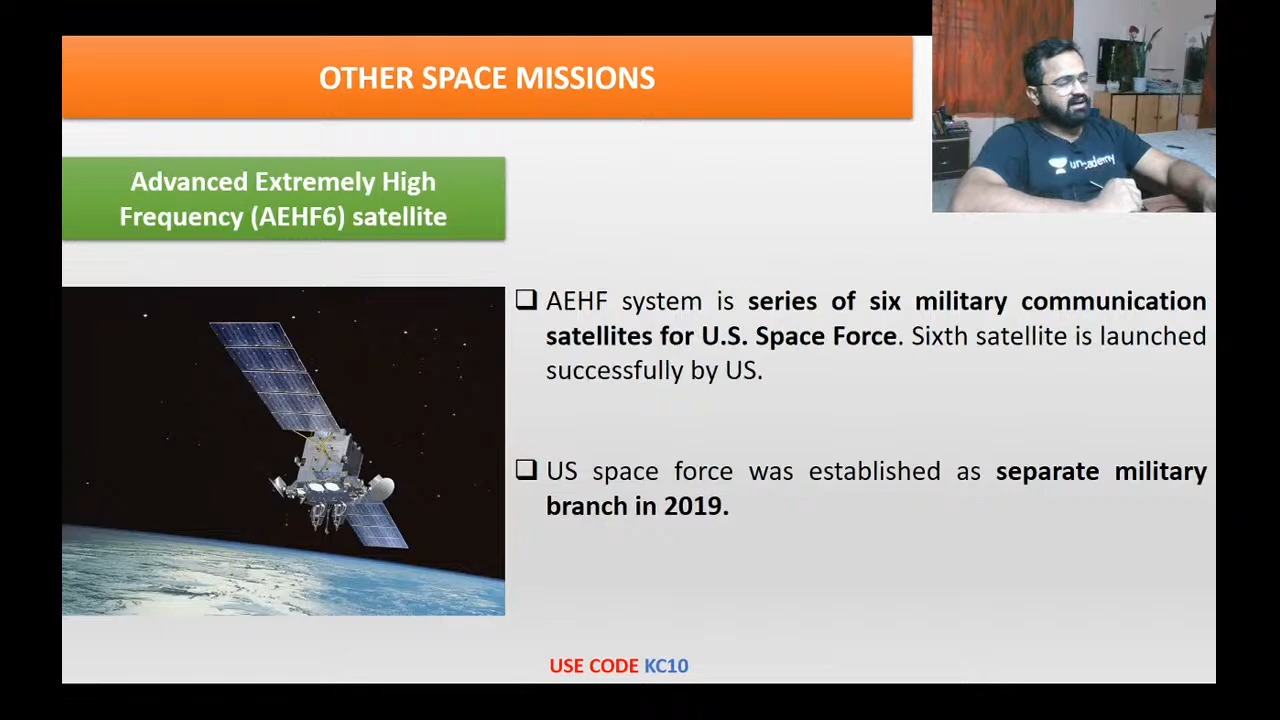 OTHER SPACE MISSIONS
unacademy
Advanced Extremely High
Frequency (AEHF6) satellite
AEHF system is series of six military communication
satellites for U.S. Space Force. Sixth satellite is launched
successfully by US.
US space force was established as separate military
branch in 2019.
USE CODE KC10